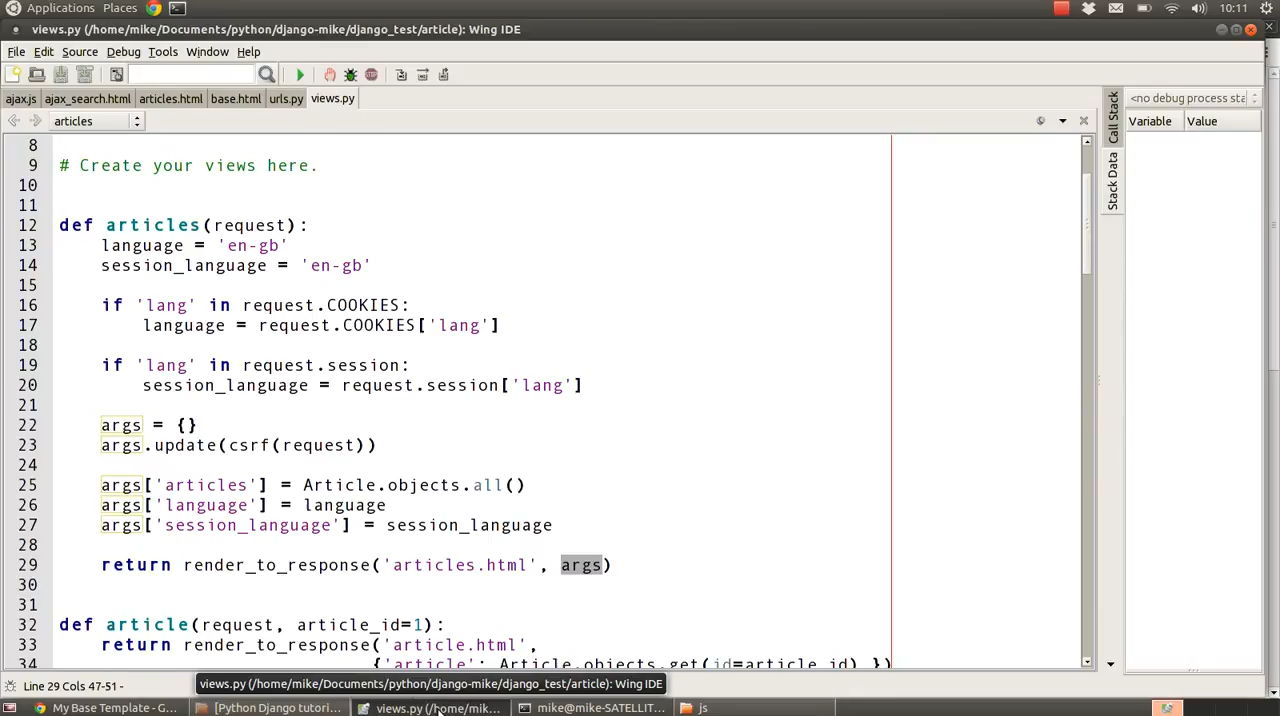 Applications Places 10:11
views.py (/home/mike/Documents/python/django-mike/django_test/article): Wing IDE
File Edit Source Debug Tools Window Help
ajax.js ajax_search.html articles.html base.html urls.py views.py <no debug process sta
articles Variable Value
Call Stack
Stack Data
8
9 # Create your views here.
10
11
12 def articles(request):
13 language = 'en-gb'
14 session_language = 'en-gb'
15
16 if 'lang' in request.COOKIES:
17 language = request.COOKIES['lang']
18
19 if 'lang' in request.session:
20 session_language = request.session['lang']
21
22 args = {}
23 args.update(csrf(request))
24
25 args['articles'] = Article.objects.all()
26 args['language'] = language
27 args['session_language'] = session_language
28
29 return render_to_response('articles.html', args)
30
31
32 def article(request, article_id=1):
33 return render_to_response('article.html',
34 {'article': Article.objects.get(id=article_id) })
Line 29 Cols 47-51 - views.py (/home/mike/Documents/python/django-mike/django_test/article): Wing IDE
My Base Template - G... [Python Django tutori... views.py (/home/mik... mike@mike-SATELLIT... js